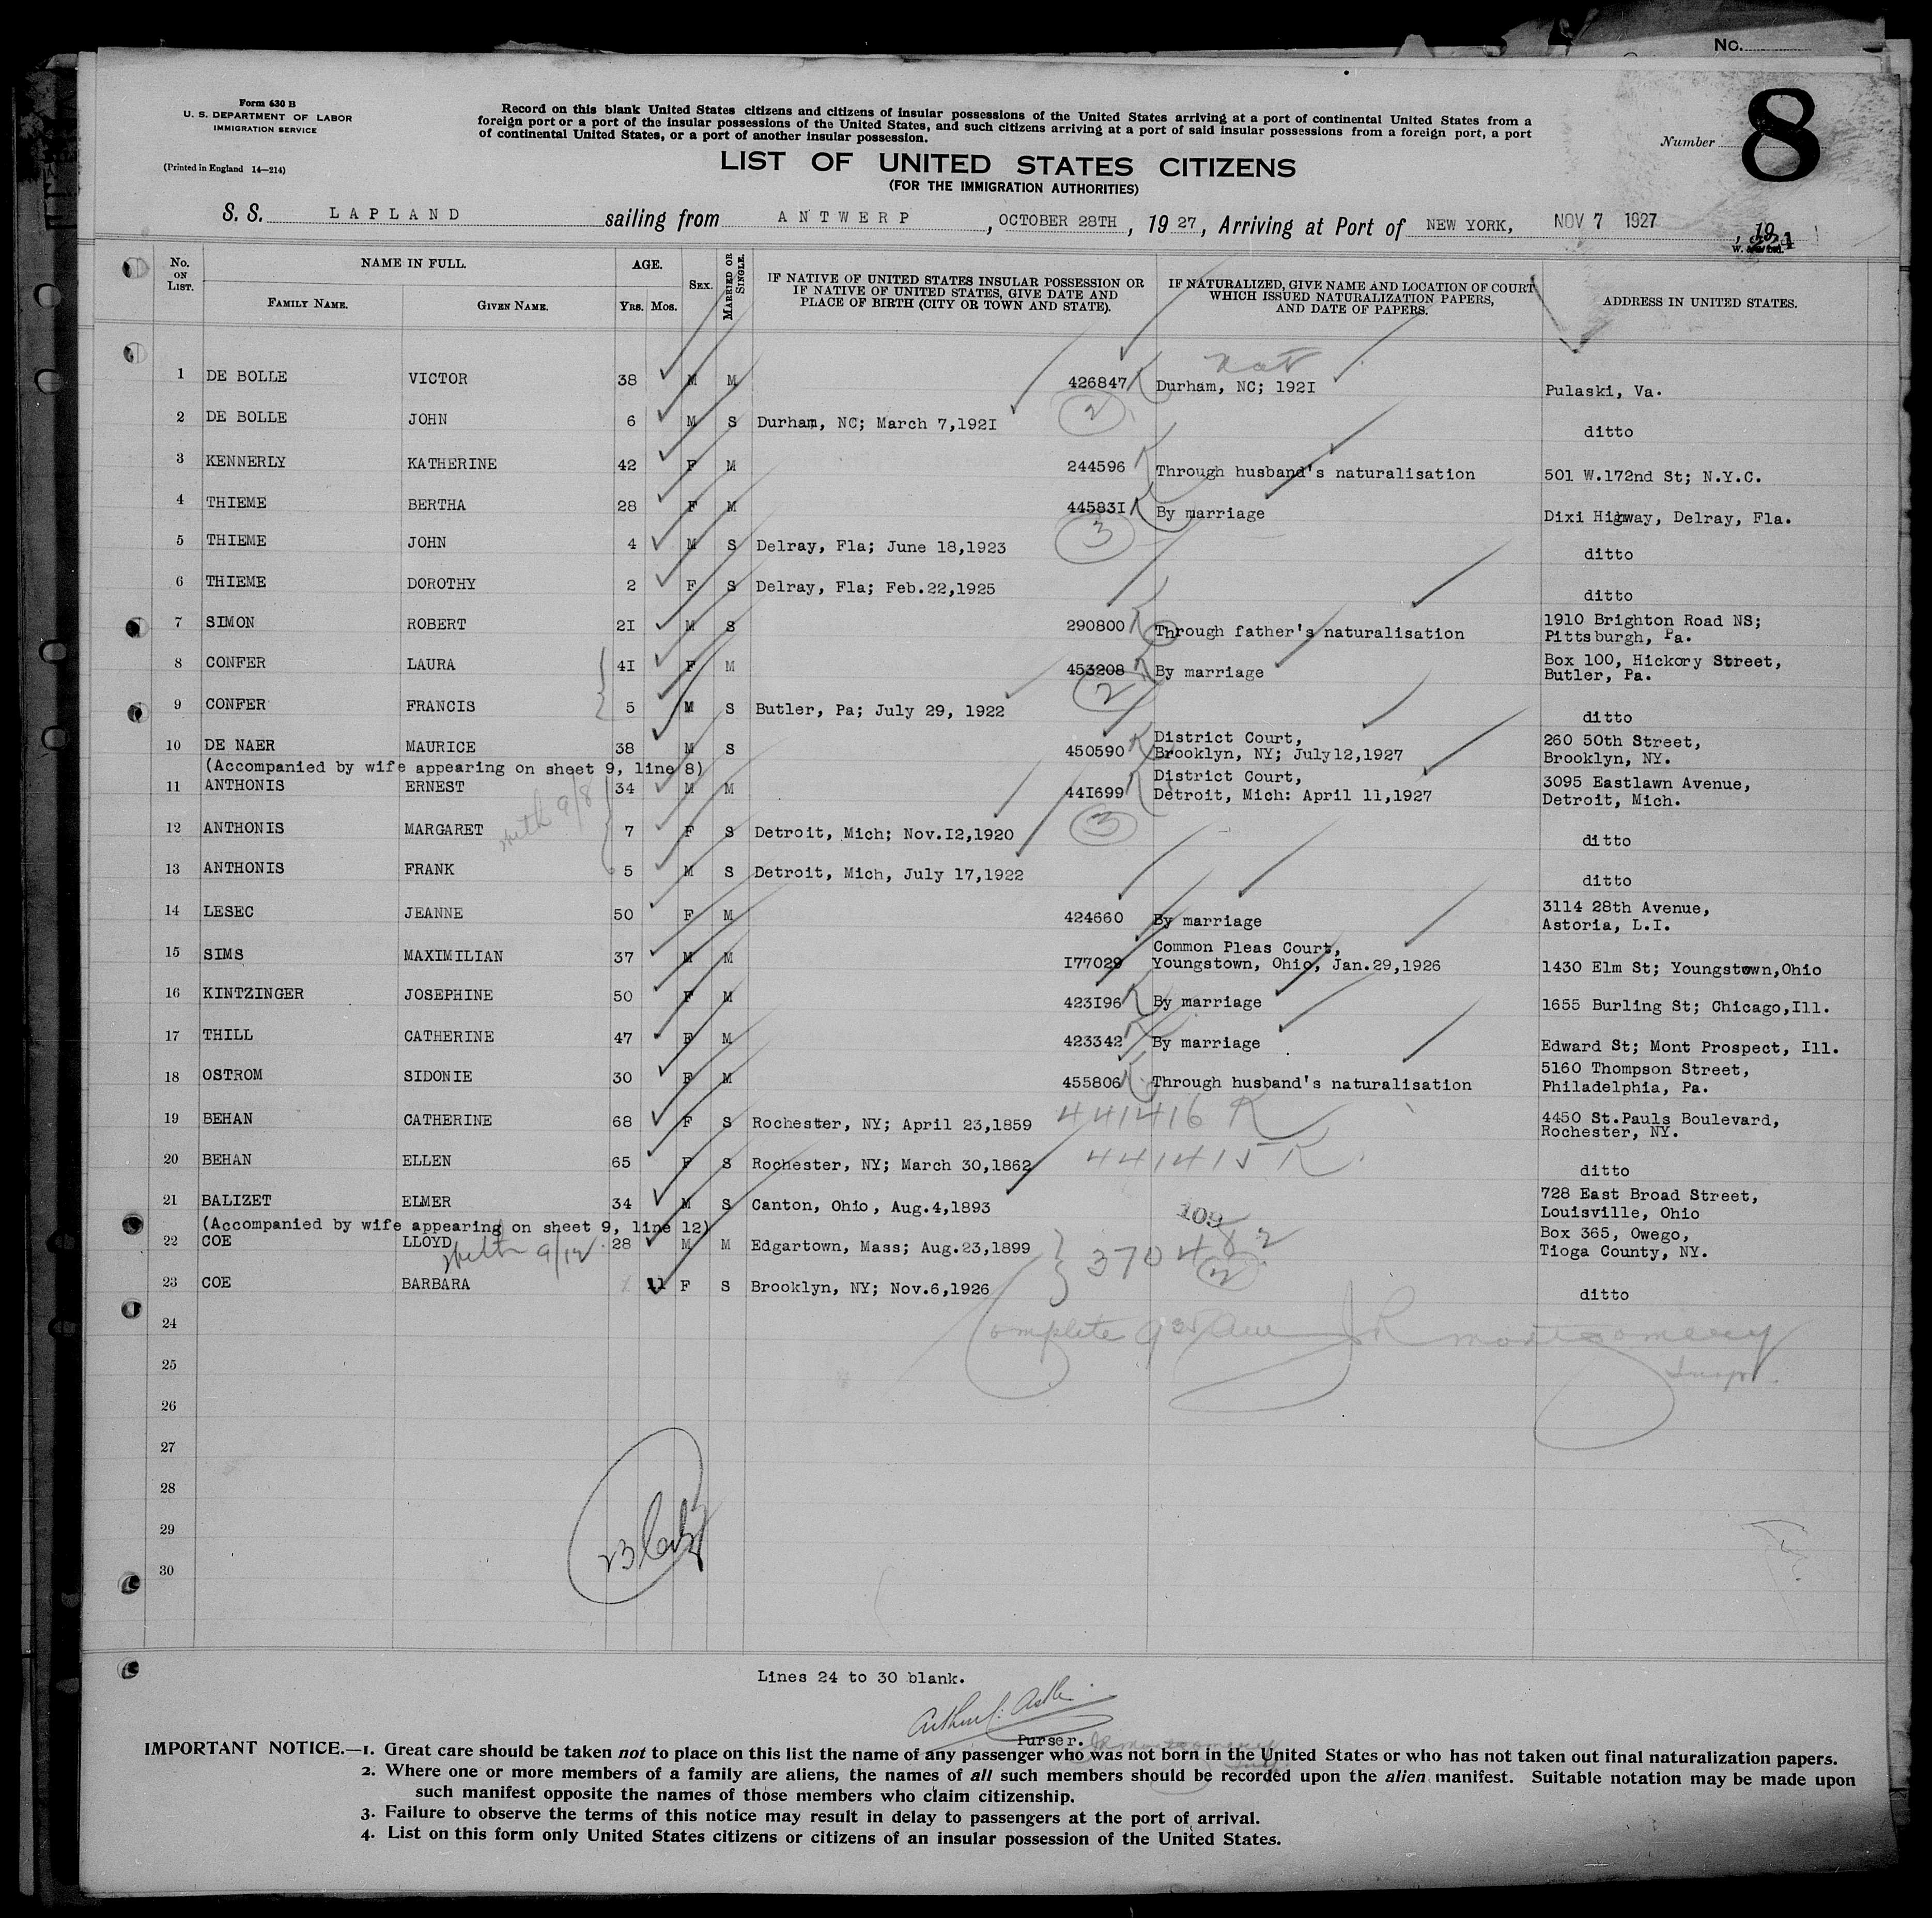 No.
Form 630 B
U. S. DEPARTMENT OF LABOR
IMMIGRATION SERVICE
(Printed in England 14—214)
Record on this blank United States citizens and citizens of insular possessions of the United States arriving at a port of continental United States from a
foreign port or a port of the insular possessions of the United States, and such citizens arriving at a port of said insular possessions from a foreign port, a port
of continental United States, or a port of another insular possession.
Number 8
LIST OF UNITED STATES CITIZENS
(FOR THE IMMIGRATION AUTHORITIES)
S. S. LAPLAND sailing from ANTWERP, OCTOBER 28TH, 1927, Arriving at Port of NEW YORK, NOV 7 1927, 19
No. ON LIST. NAME IN FULL. FAMILY NAME. GIVEN NAME. AGE. YRS. MOS. SEX. MARRIED OR SINGLE. IF NATIVE OF UNITED STATES INSULAR POSSESSION OR IF NATIVE OF UNITED STATES, GIVE DATE AND PLACE OF BIRTH (CITY OR TOWN AND STATE). IF NATURALIZED, GIVE NAME AND LOCATION OF COURT WHICH ISSUED NATURALIZATION PAPERS, AND DATE OF PAPERS. ADDRESS IN UNITED STATES.
nat
1 DE BOLLE VICTOR 38 M M 426847 Durham, NC; 192I Pulaski, Va.
2 DE BOLLE JOHN 6 M S Durham, NC; March 7,192I 2 ditto
3 KENNERLY KATHERINE 42 F M 244596 Through husband's naturalisation 501 W.172nd St; N.Y.C.
4 THIEME BERTHA 28 F M 44583I By marriage Dixi Higway, Delray, Fla.
5 THIEME JOHN 4 M S Delray, Fla; June 18,1923 3 ditto
6 THIEME DOROTHY 2 F S Delray, Fla; Feb.22,1925 ditto
7 SIMON ROBERT 2I M S 290800 Through father's naturalisation 1910 Brighton Road NS; Pittsburgh, Pa.
8 CONFER LAURA 4I F M 453208 By marriage Box 100, Hickory Street, Butler, Pa.
9 CONFER FRANCIS 5 M S Butler, Pa; July 29, 1922 2 ditto
10 DE NAER MAURICE 38 M S 450590 District Court, Brooklyn, NY; July12,1927 260 50th Street, Brooklyn, NY.
(Accompanied by wife appearing on sheet 9, line 8)
11 ANTHONIS ERNEST 34 M M 44I699 District Court, Detroit, Mich: April 11,1927 3095 Eastlawn Avenue, Detroit, Mich.
with 9/8
12 ANTHONIS MARGARET 7 F S Detroit, Mich; Nov.I2,1920 3 ditto
13 ANTHONIS FRANK 5 M S Detroit, Mich, July 17,1922 ditto
14 LESEC JEANNE 50 F M 424660 By marriage 3114 28th Avenue, Astoria, L.I.
15 SIMS MAXIMILIAN 37 M M I77029 Common Pleas Court, Youngstown, Ohio, Jan.29,1926 1430 Elm St; Youngstown,Ohio
16 KINTZINGER JOSEPHINE 50 F M 423I96 By marriage 1655 Burling St; Chicago,Ill.
17 THILL CATHERINE 47 F M 423342 By marriage Edward St; Mont Prospect, Ill.
18 OSTROM SIDONIE 30 F M 455806 Through husband's naturalisation 5160 Thompson Street, Philadelphia, Pa.
19 BEHAN CATHERINE 68 F S Rochester, NY; April 23,1859 441416 K 4450 St.Pauls Boulevard, Rochester, NY.
20 BEHAN ELLEN 65 F S Rochester, NY; March 30,1862 441415 K ditto
21 BALIZET ELMER 34 M S Canton, Ohio, Aug.4,1893 728 East Broad Street, Louisville, Ohio
(Accompanied by wife appearing on sheet 9, line 12)
109
22 COE LLOYD 28 M M Edgartown, Mass; Aug.23,1899 3704 Box 365, Owego, Tioga County, NY.
with 9/12
23 COE BARBARA 11 F S Brooklyn, NY; Nov.6,1926 2 ditto
24
Complete JR Montgomery
25
Inspr.
26
27
28
29
30
Lines 24 to 30 blank.
Purser.
IMPORTANT NOTICE.—1. Great care should be taken not to place on this list the name of any passenger who was not born in the United States or who has not taken out final naturalization papers.
2. Where one or more members of a family are aliens, the names of all such members should be recorded upon the alien manifest. Suitable notation may be made upon
such manifest opposite the names of those members who claim citizenship.
3. Failure to observe the terms of this notice may result in delay to passengers at the port of arrival.
4. List on this form only United States citizens or citizens of an insular possession of the United States.